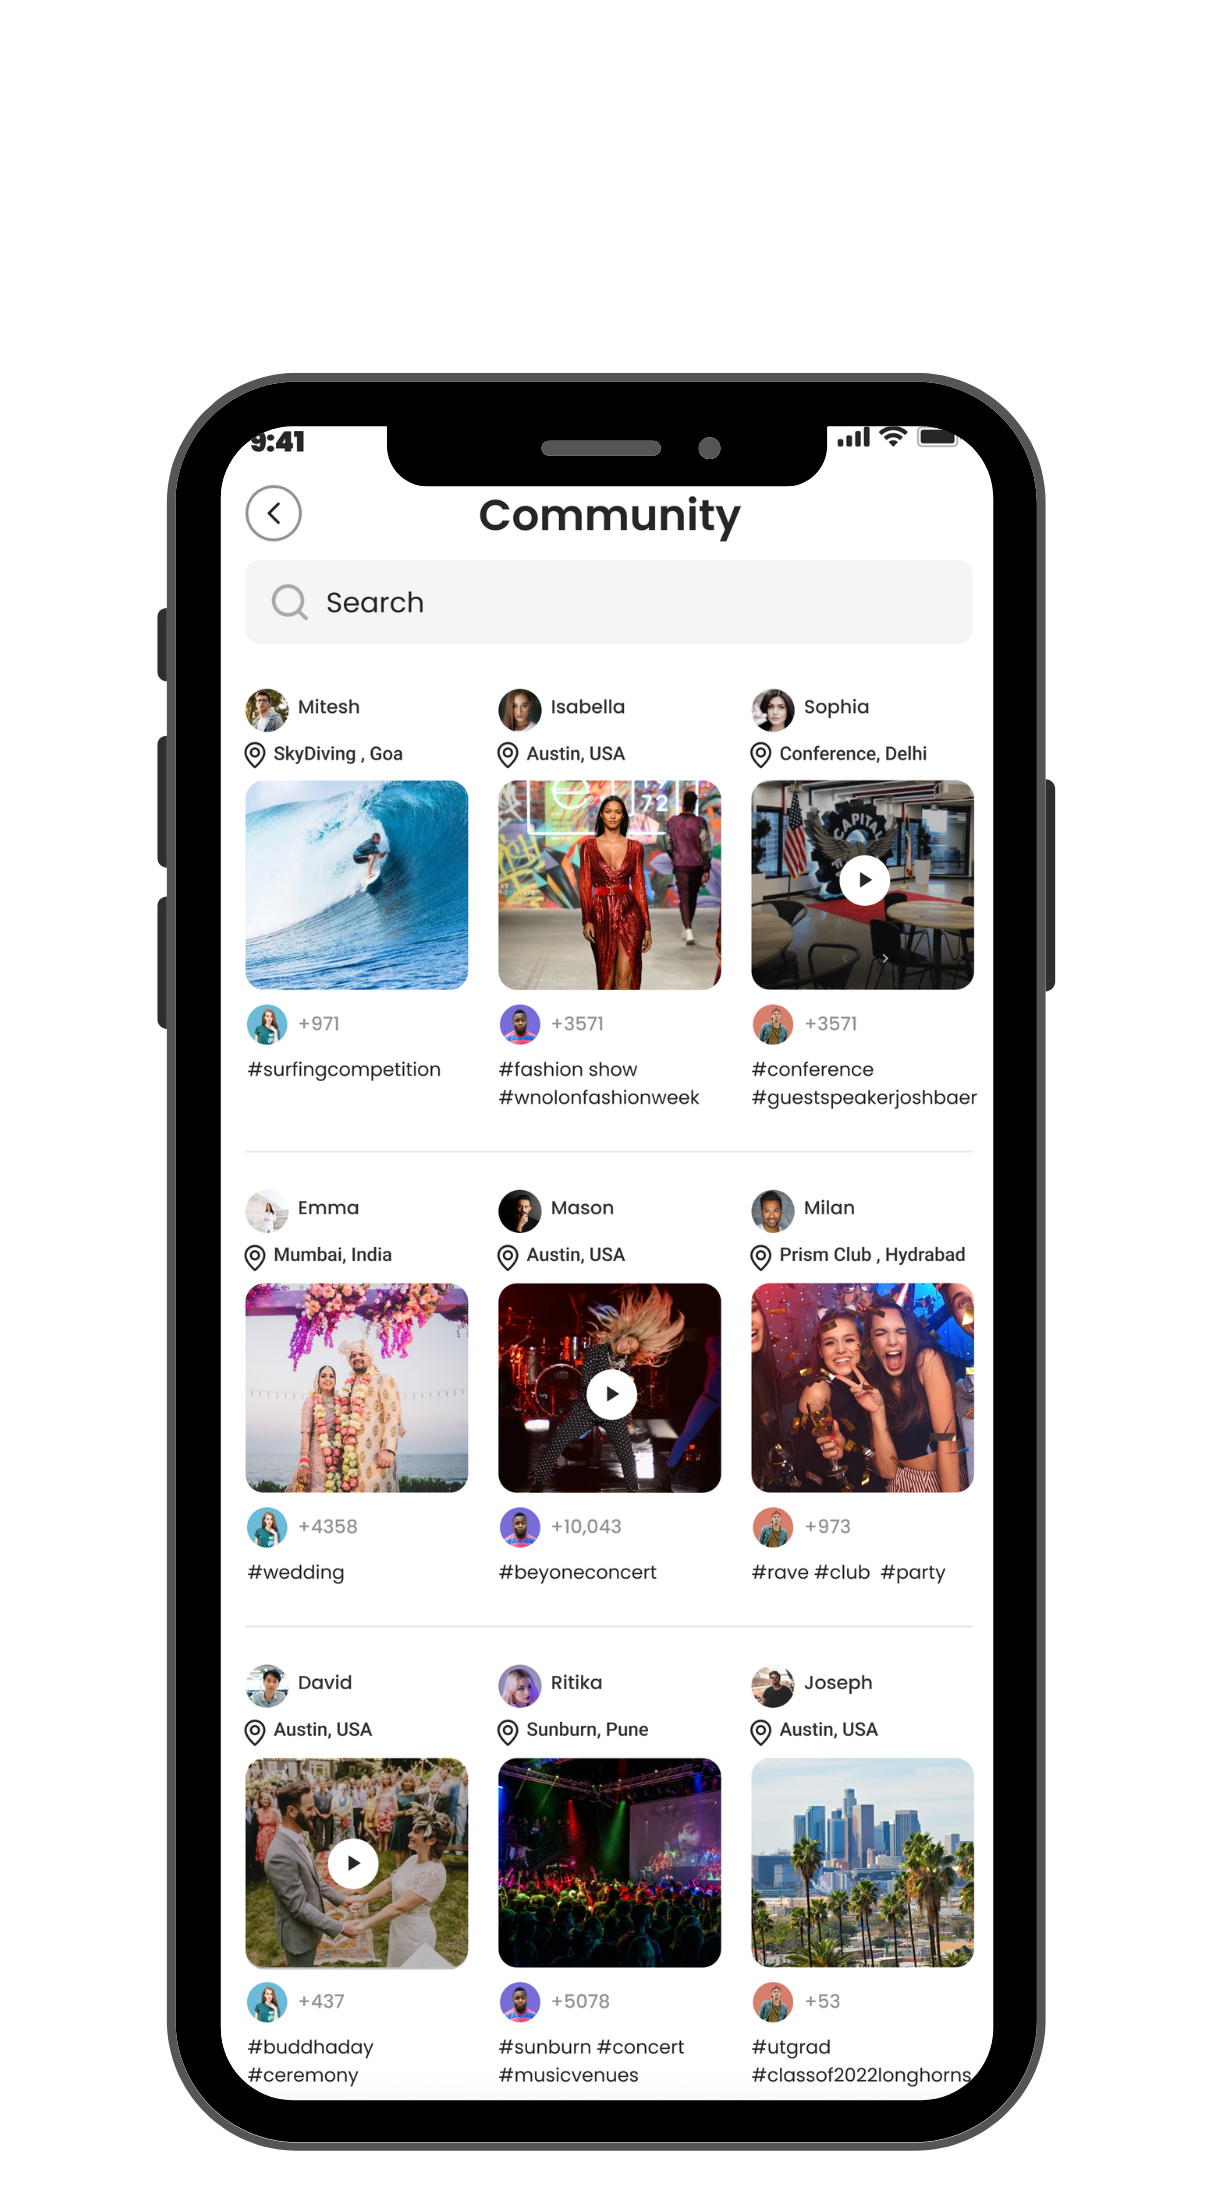 9:41
Community
Search
Mitesh
Isabella
Sophia
SkyDiving , Goa
Austin, USA
Conference, Delhi
e 72
CAPITAL
+971
+3571
+3571
#surfingcompetition
#fashion show
#conference
#wnolonfashionweek
#guestspeakerjoshbaer
Emma
Mason
Milan
Mumbai, India
Austin, USA
Prism Club , Hydrabad
+4358
+10,043
+973
#wedding
#beyoneconcert
#rave #club #party
David
Ritika
Joseph
Austin, USA
Sunburn, Pune
Austin, USA
+437
+5078
+53
#buddhaday
#sunburn #concert
#utgrad
#ceremony
#musicvenues
#classof2022longhorns